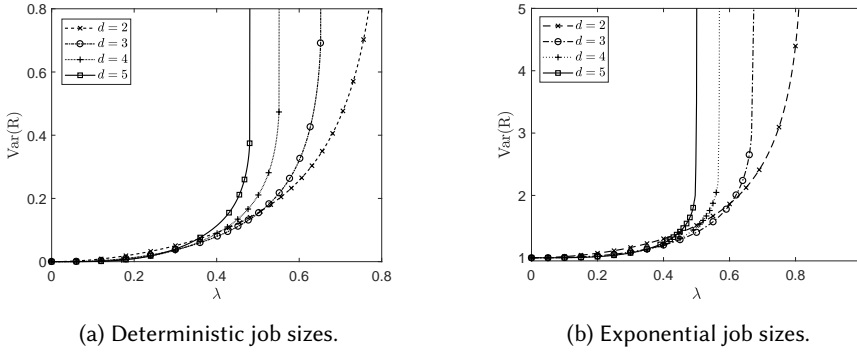 0.8
0.6
0.4
0.2
0
Var(R)
d = 2
d = 3
d = 4
d = 5
0 0.2 0.4 0.6 0.8
λ
(a) Deterministic job sizes.
5
4
3
2
1
Var(R)
d = 2
d = 3
d = 4
d = 5
0 0.2 0.4 0.6 0.8
λ
(b) Exponential job sizes.